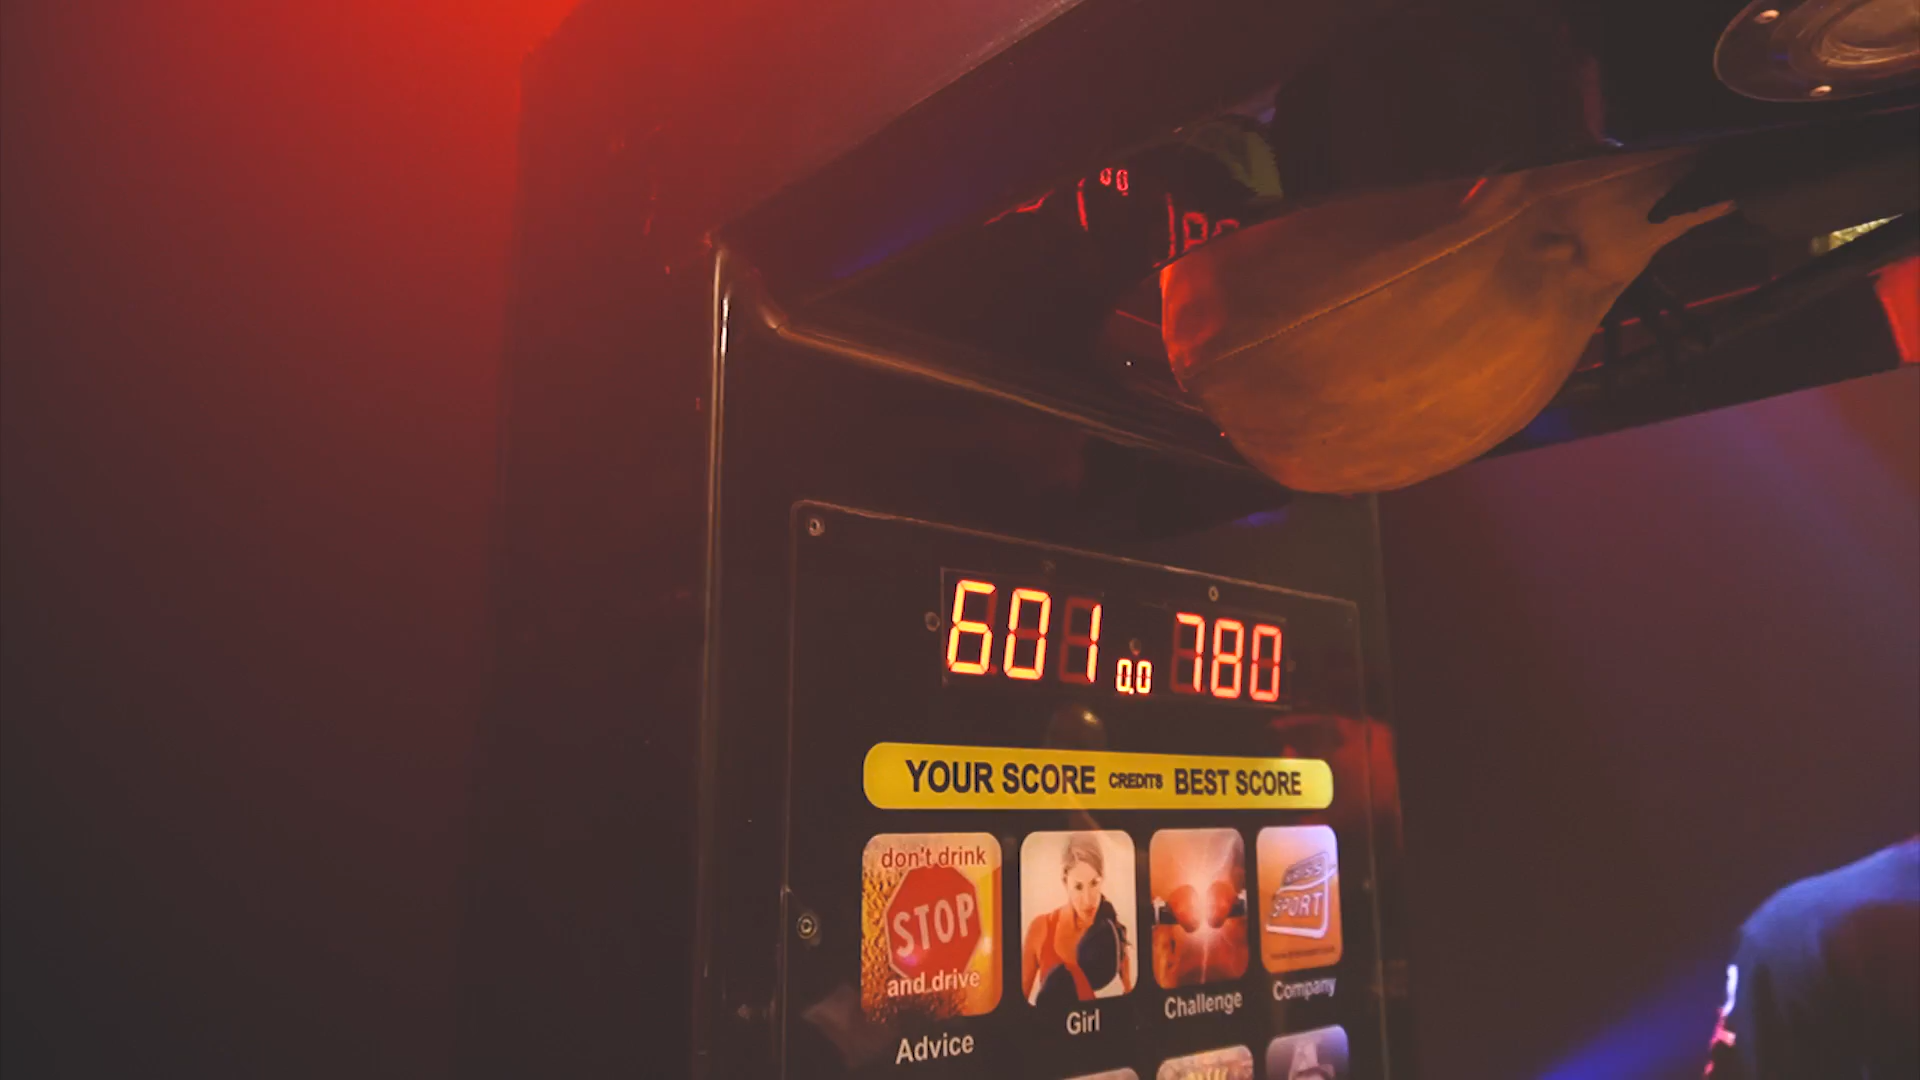 601 0.0 780
YOUR SCORE CREDITS BEST SCORE
don't drink
STOP
and drive
SPORT
Advice
Girl
Challenge
Company